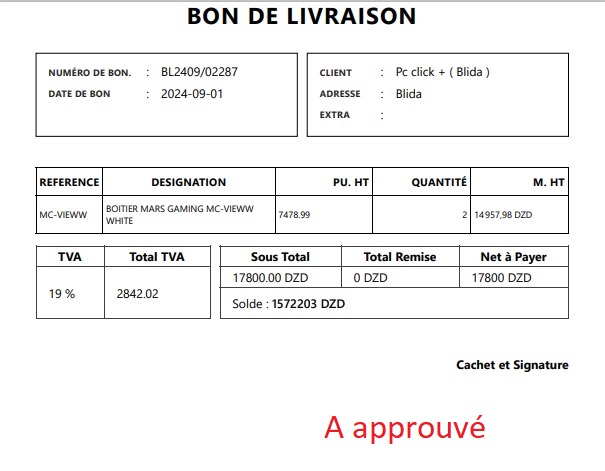 BON DE LIVRAISON
NUMÉRO DE BON. : BL2409/02287
DATE DE BON : 2024-09-01
CLIENT : Pc click + ( Blida )
ADRESSE : Blida
EXTRA :
REFERENCE DESIGNATION PU. HT QUANTITÉ M. HT
MC-VIEWW BOITIER MARS GAMING MC-VIEWW WHITE 7478.99 2 14 957,98 DZD
TVA Total TVA
19 % 2842.02
Sous Total Total Remise Net à Payer
17800.00 DZD 0 DZD 17800 DZD
Solde : 1572203 DZD
Cachet et Signature
A approuvé